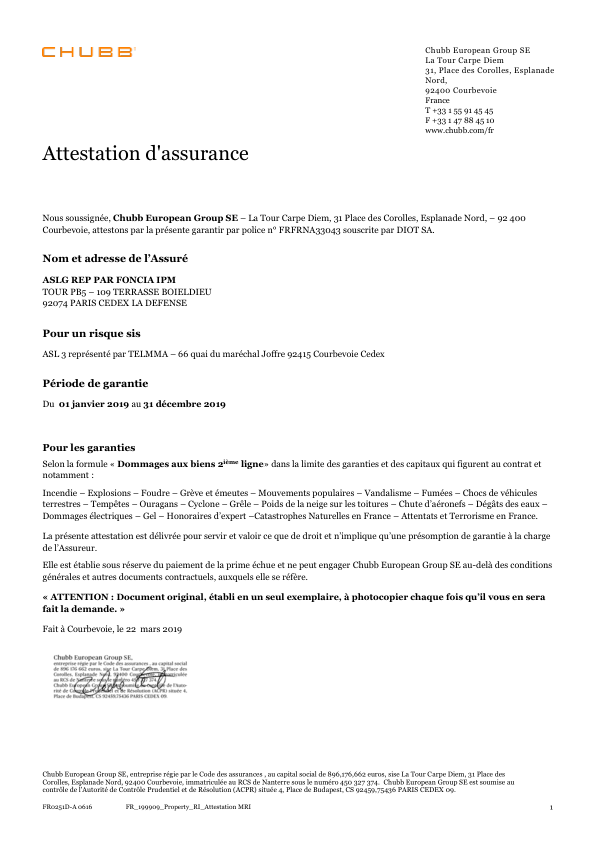 CHUBB
Chubb European Group SE
La Tour Carpe Diem
31, Place des Corolles, Esplanade
Nord,
92400 Courbevoie
France
T +33 1 55 91 45 45
F +33 1 47 88 45 10
www.chubb.com/fr
Attestation d'assurance
Nous soussignée, Chubb European Group SE – La Tour Carpe Diem, 31 Place des Corolles, Esplanade Nord, – 92 400
Courbevoie, attestons par la présente garantir par police n° FRFRNA33043 souscrite par DIOT SA.
Nom et adresse de l'Assuré
ASLG REP PAR FONCIA IPM
TOUR PB5 – 109 TERRASSE BOIELDIEU
92074 PARIS CEDEX LA DEFENSE
Pour un risque sis
ASL 3 représenté par TELMMA – 66 quai du maréchal Joffre 92415 Courbevoie Cedex
Période de garantie
Du 01 janvier 2019 au 31 décembre 2019
Pour les garanties
Selon la formule « Dommages aux biens 2ième ligne» dans la limite des garanties et des capitaux qui figurent au contrat et
notamment :
Incendie – Explosions – Foudre – Grève et émeutes – Mouvements populaires – Vandalisme – Fumées – Chocs de véhicules
terrestres – Tempêtes – Ouragans – Cyclone – Grêle – Poids de la neige sur les toitures – Chute d'aéronefs – Dégâts des eaux –
Dommages électriques – Gel – Honoraires d'expert –Catastrophes Naturelles en France – Attentats et Terrorisme en France.
La présente attestation est délivrée pour servir et valoir ce que de droit et n'implique qu'une présomption de garantie à la charge
de l'Assureur.
Elle est établie sous réserve du paiement de la prime échue et ne peut engager Chubb European Group SE au-delà des conditions
générales et autres documents contractuels, auxquels elle se réfère.
« ATTENTION : Document original, établi en un seul exemplaire, à photocopier chaque fois qu'il vous en sera
fait la demande. »
Fait à Courbevoie, le 22 mars 2019
Chubb European Group SE,
entreprise régie par le Code des assurances , au capital social
de 896 176 662 euros, sise La Tour Carpe Diem, 31 Place des
Corolles, Esplanade Nord, 92400 Courbevoie, immatriculée
au RCS de Nanterre sous le numéro 450 327 374.
Chubb European Group SE est soumise au contrôle de l'Auto-
rité de Contrôle Prudentiel et de Résolution (ACPR) située 4,
Place de Budapest, CS 92459,75436 PARIS CEDEX 09.
Chubb European Group SE, entreprise régie par le Code des assurances , au capital social de 896,176,662 euros, sise La Tour Carpe Diem, 31 Place des
Corolles, Esplanade Nord, 92400 Courbevoie, immatriculée au RCS de Nanterre sous le numéro 450 327 374. Chubb European Group SE est soumise au
contrôle de l'Autorité de Contrôle Prudentiel et de Résolution (ACPR) située 4, Place de Budapest, CS 92459,75436 PARIS CEDEX 09.
FR0251D-A 0616 FR_199909_Property_RI_Attestation MRI 1